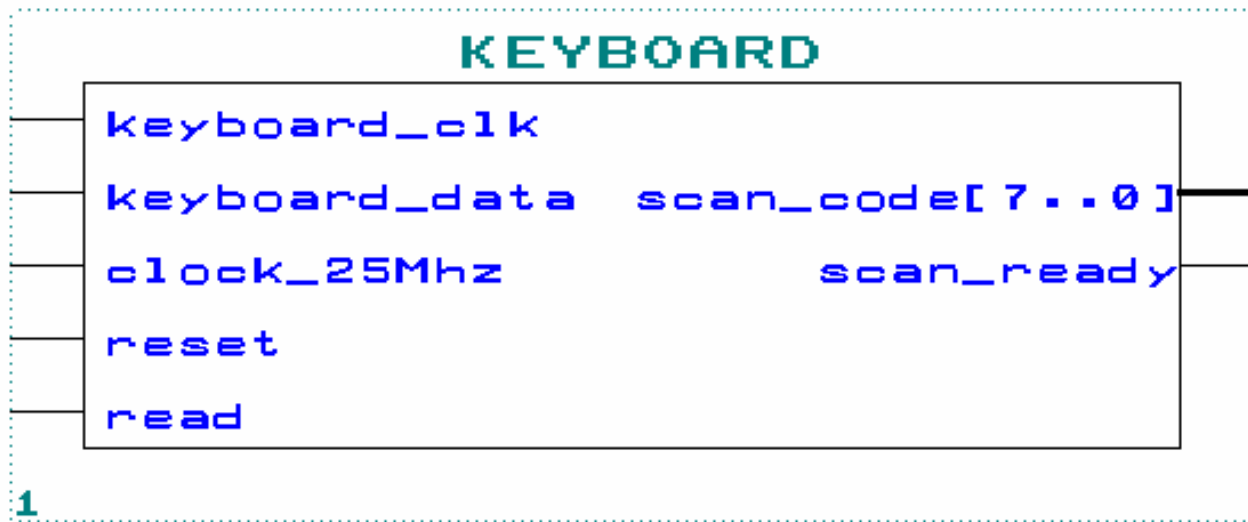 KEYBOARD
keyboard_clk
keyboard_data scan_code[7..0]
clock_25Mhz scan_ready
reset
read
1